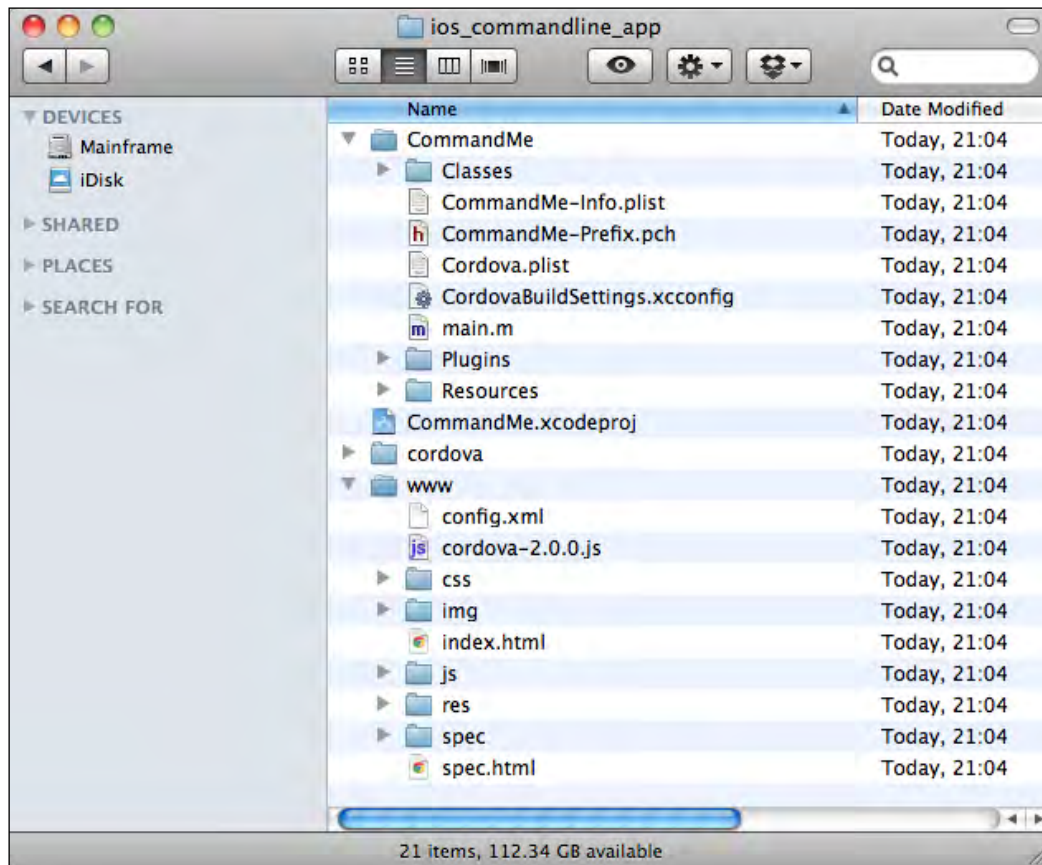 ios_commandline_app
Name Date Modified
DEVICES
Mainframe
iDisk
SHARED
PLACES
SEARCH FOR
CommandMe Today, 21:04
Classes Today, 21:04
CommandMe-Info.plist Today, 21:04
h CommandMe-Prefix.pch Today, 21:04
Cordova.plist Today, 21:04
CordovaBuildSettings.xcconfig Today, 21:04
m main.m Today, 21:04
Plugins Today, 21:04
Resources Today, 21:04
CommandMe.xcodeproj Today, 21:04
cordova Today, 21:04
www Today, 21:04
config.xml Today, 21:04
js cordova-2.0.0.js Today, 21:04
css Today, 21:04
img Today, 21:04
index.html Today, 21:04
js Today, 21:04
res Today, 21:04
spec Today, 21:04
spec.html Today, 21:04
21 items, 112.34 GB available